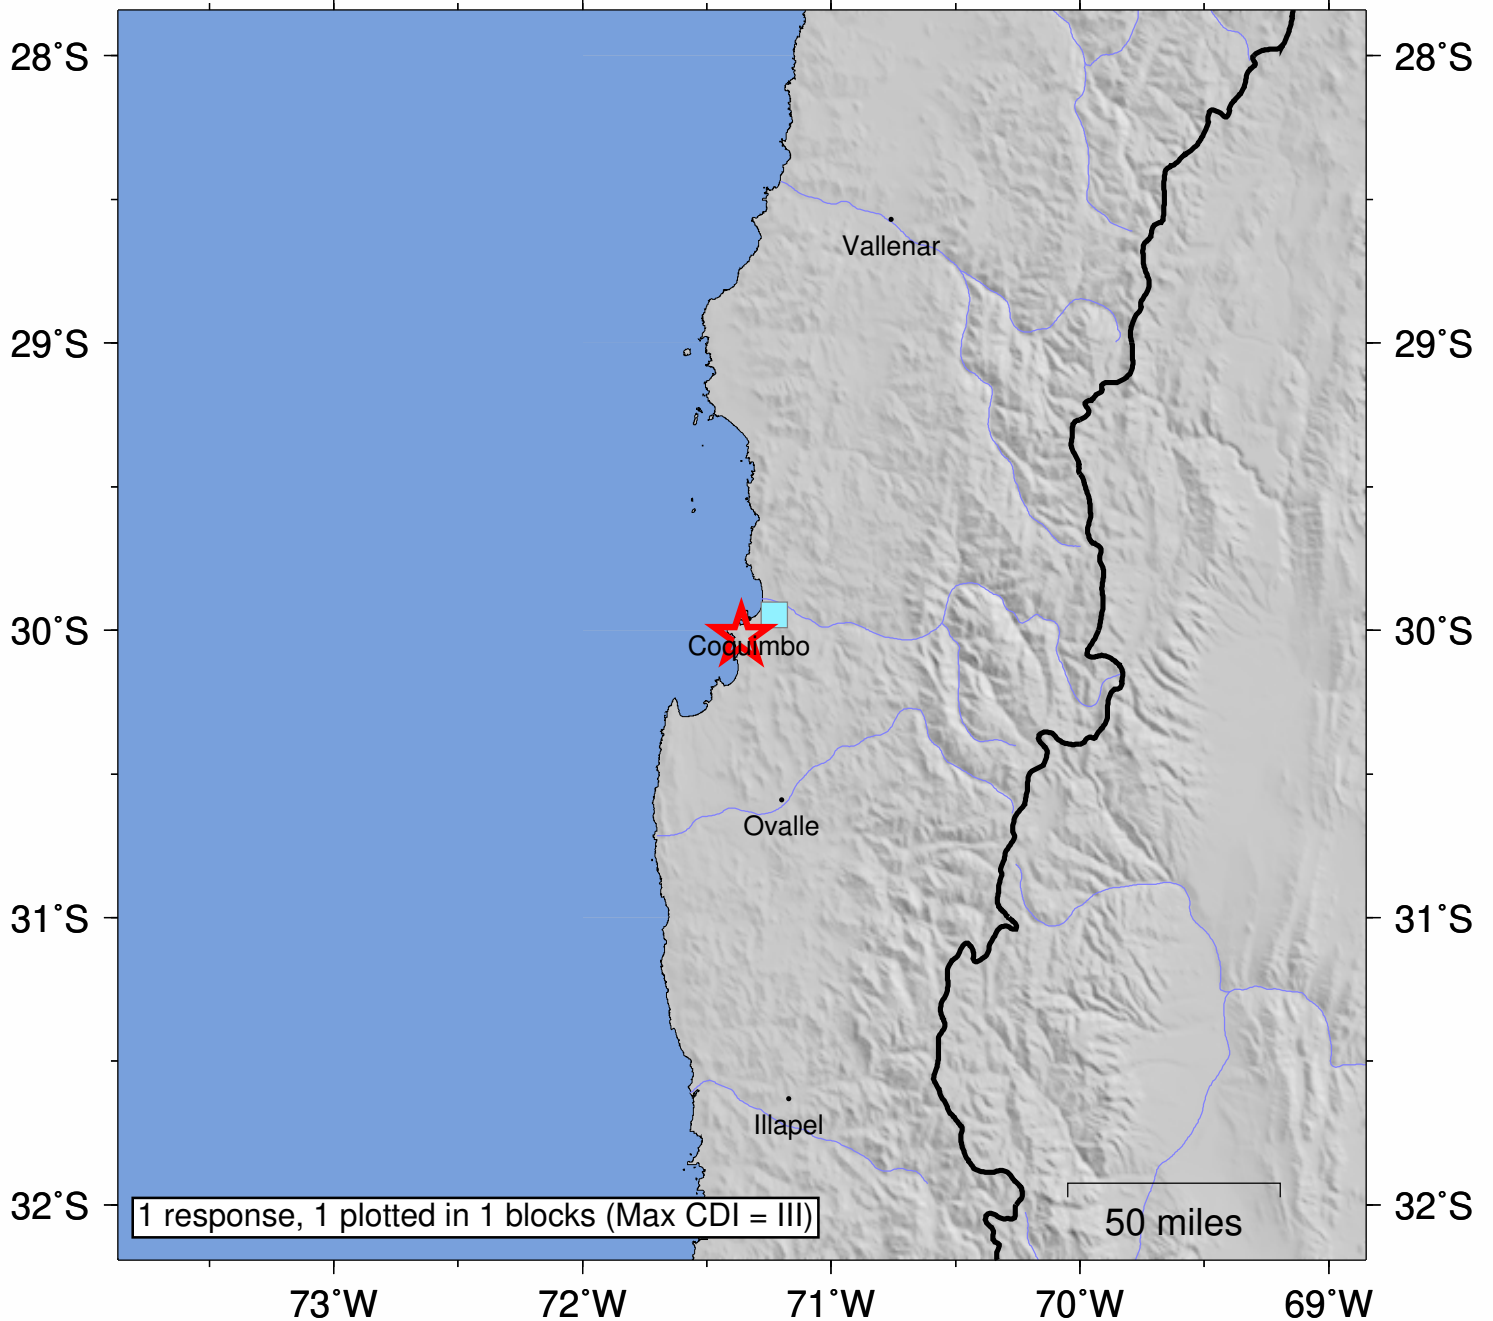 28°S 28°S
Vallenar
29°S 29°S
30°S 30°S
Coquimbo
Ovalle
31°S 31°S
Illapel
32°S 32°S
1 response, 1 plotted in 1 blocks (Max CDI = III)
50 miles
73°W 72°W 71°W 70°W 69°W